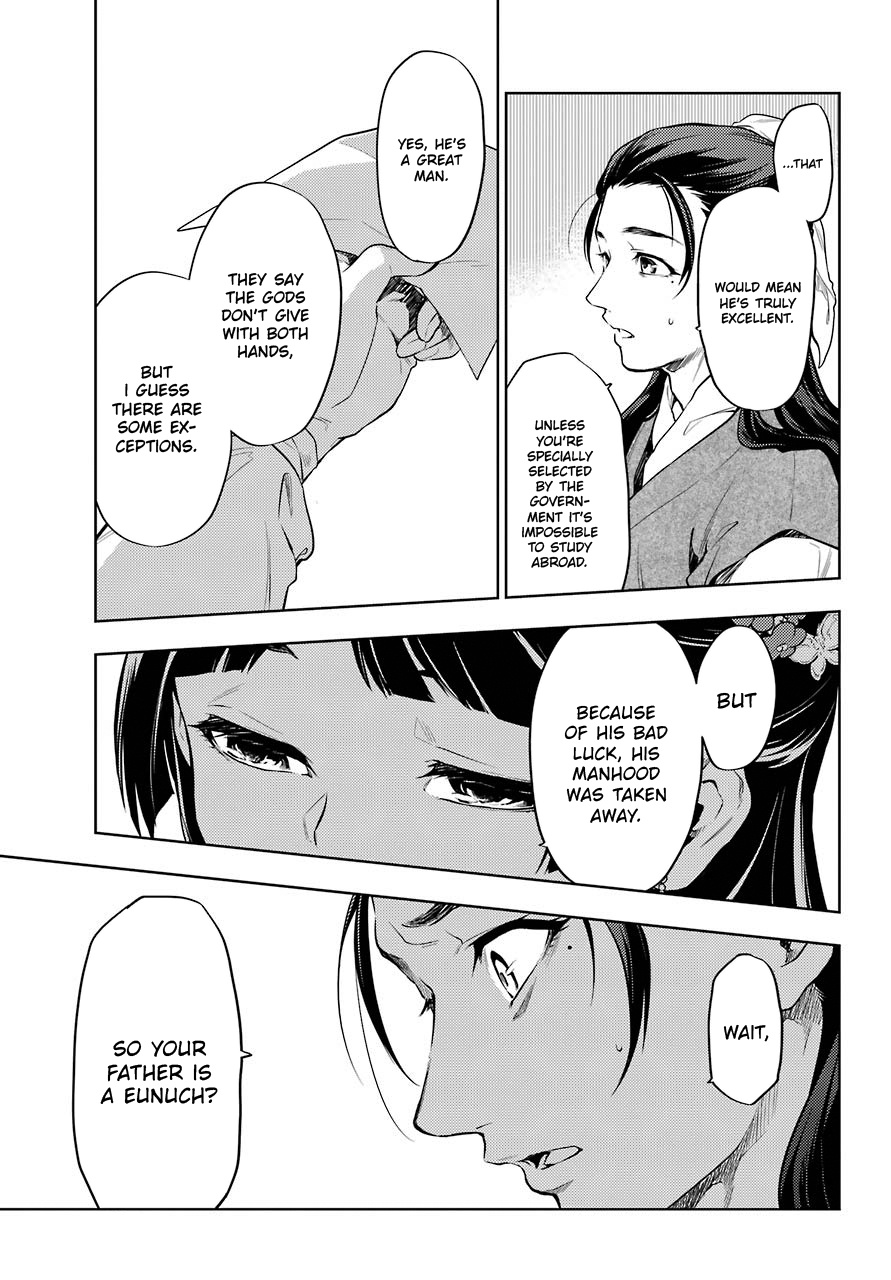 ...THAT
WOULD MEAN
HE'S TRULY
EXCELLENT.
UNLESS
YOU'RE
SPECIALLY
SELECTED
BY THE
GOVERN-
MENT IT'S
IMPOSSIBLE
TO STUDY
ABROAD.
YES, HE'S
A GREAT
MAN.
THEY SAY
THE GODS
DON'T GIVE
WITH BOTH
HANDS,
BUT
I GUESS
THERE ARE
SOME EX-
CEPTIONS.
BUT
BECAUSE
OF HIS BAD
LUCK, HIS
MANHOOD
WAS TAKEN
AWAY.
WAIT,
SO YOUR
FATHER IS
A EUNUCH?